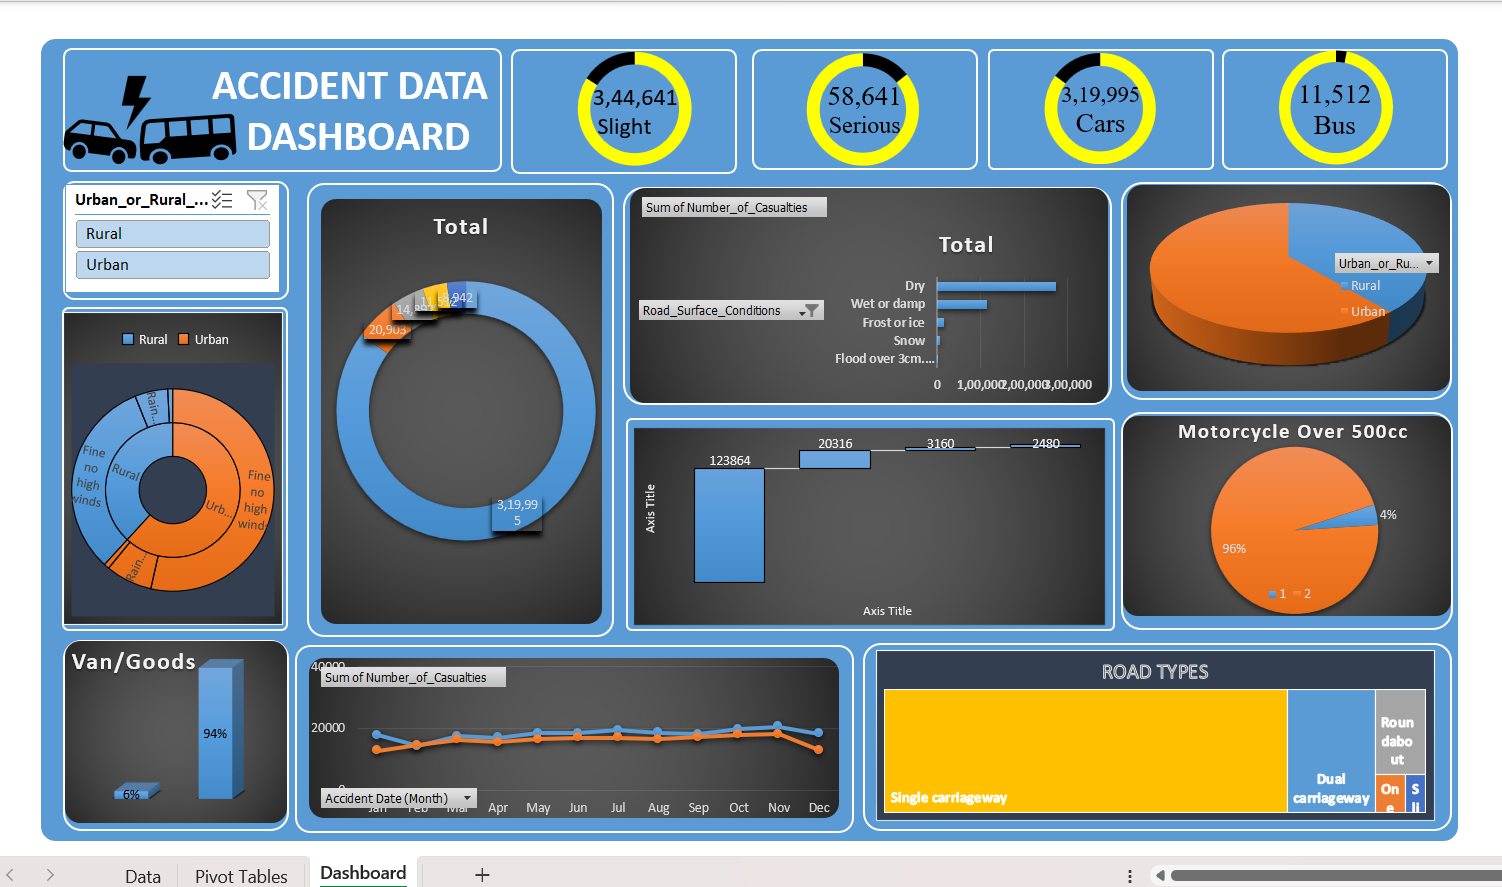 ACCIDENT DATA
DASHBOARD
3,44,641
Slight
58,641
Serious
3,19,995
Cars
11,512
Bus
Urban_or_Rural_...
Rural
Urban
Rural
Urban
Fine
no
high
winds
Rural
Rain...
Fine
no
high
wind
Urb...
Rain...
Total
20,903
3,19,99
5
Sum of Number_of_Casualties
Total
Road_Surface_Conditions
Dry
Wet or damp
Frost or ice
Snow
Flood over 3cm....
0
1,00,000
2,00,000
3,00,000
Urban_or_Ru...
Rural
Urban
123864
20316
3160
2480
Axis Title
Axis Title
Motorcycle Over 500cc
4%
96%
1
2
Van/Goods
6%
94%
40000
Sum of Number_of_Casualties
20000
Accident Date (Month)
Jan
Feb
Mar
Apr
May
Jun
Jul
Aug
Sep
Oct
Nov
Dec
ROAD TYPES
Single carriageway
Dual
carriageway
Roun
dabo
ut
On
e
S
li
Data
Pivot Tables
Dashboard